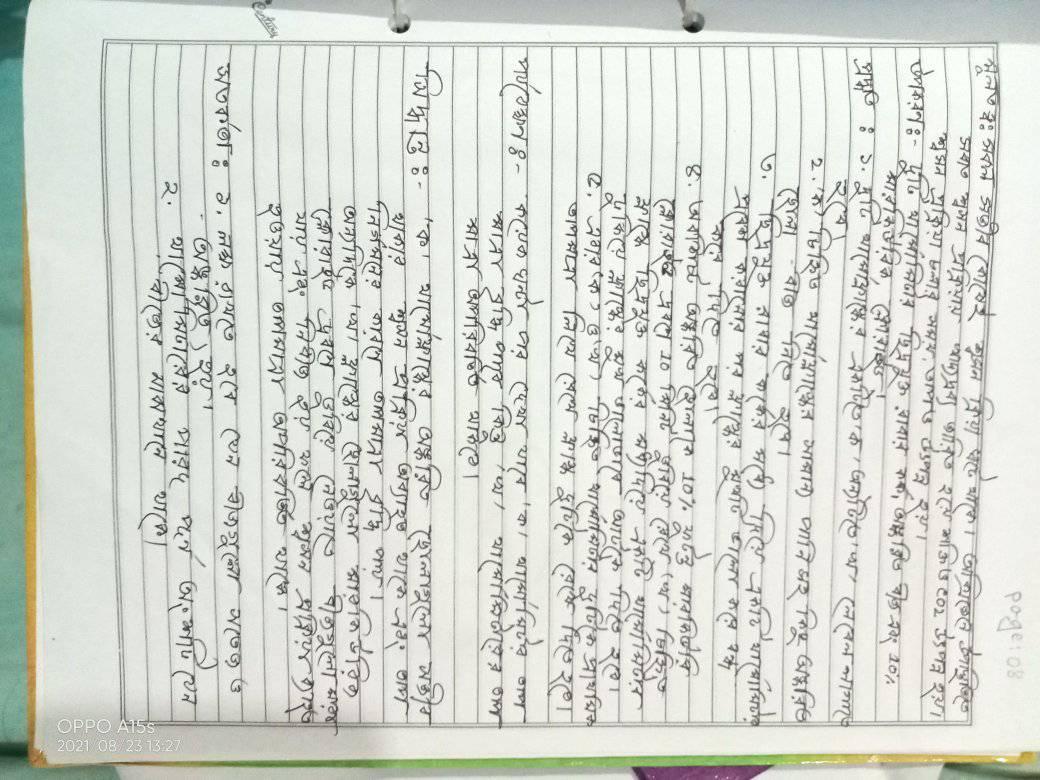 page: 08
মূলতত্ত্ব: সকল সজীব কোষেই শ্বসন ক্রিয়া ঘটে থাকে। অক্সিজেনের উপস্থিতিতে
সবাত শ্বসন প্রক্রিয়ায় খাদ্যদ্রব্য জারিত হয়ে শক্তি ও CO2 উৎপন্ন হয়।
শ্বসন প্রক্রিয়া চলার সময় তাপও উৎপন্ন হয়।
উপকরণ:- দুটি থার্মোমিটার ছিদ্রযুক্ত রাবার কর্ক, অঙ্কুরিত বীজ এবং 10%
মারকিউরিক ক্লোরাইড।
পদ্ধতি: ১. দুটি থার্মোফ্লাস্কের একটিতে 'ক' অন্যটিতে 'খ' লেবেল লাগাতে
হবে।
২. 'ক' চিহ্নিত থার্মোফ্লাস্কের সামান্য পানিসহ কিছু অঙ্কুরিত
ছোলা বীজ নিতে হবে।
৩. ছিদ্রযুক্ত রাবার কর্কের মধ্যে দিয়ে একটি থার্মোমিটার
প্রবেশ করানোর পর ফ্লাস্কের মুখটি ভালো করে বন্ধ
করে দিতে হবে।
৪. অবশিষ্ট অঙ্কুরিত ছোলাকে 10% ফুটন্ত মারকিউরি
ক্লোরাইড দ্রবণে 10 মিনিট ডুবিয়ে রেখে 'খ' চিহ্নিত
ফ্লাস্কে ছিদ্রযুক্ত কর্কের মধ্যদিয়ে একটি থার্মোমিটার
ঢুকিয়ে ফ্লাস্কের মুখ ভালোভাবে আটকে দিতে হবে।
৫. এবার 'ক' ও 'খ' চিহ্নিত থার্মোমিটার দুটিকে প্রাথমিক
তাপমাত্রা লিখে রেখে ফ্লাস্ক দুটিকে রেখে দিতে হবে।
পর্যবেক্ষণ:- কয়েক ঘন্টা পর দেখা যাবে 'ক' থার্মোমিটার তাপ
মাত্রা বৃদ্ধি পাবে কিন্তু 'খ' থার্মোমিটারের তাপ
মাত্রা অপরিবর্তিত থাকবে।
সিদ্ধান্ত:- 'ক' থার্মোফ্লাস্কের অঙ্কুরিত ছোলাগুলো সজীব
থাকার শ্বসন প্রক্রিয়া অব্যাহত থাকে এবং তাপ
নির্গমনের কারণে তাপমাত্রা বৃদ্ধি পায়।
অন্যদিকে 'খ' ফ্লাস্কের ছোলাগুলো মারকিউরিক
ক্লোরাইড দ্রবণে ডুবিয়ে নেওয়াতে বীজগুলো মারা
যায় এবং নির্বীজ হয় ফলে শ্বসন প্রক্রিয়া ব্যাহত
হওয়ায় তাপমাত্রা অপরিবর্তিত থাকে।
সতর্কতা: ১. লক্ষ রাখতে হবে যেন বীজগুলো সতেজ ও
অঙ্কুরিত হয়।
২. থার্মোমিটারের পারদ পূর্ণ অংশটি যেন
বীজের মাঝখানে থাকে।
Century
OPPO A15s
2021 08 23 13:27